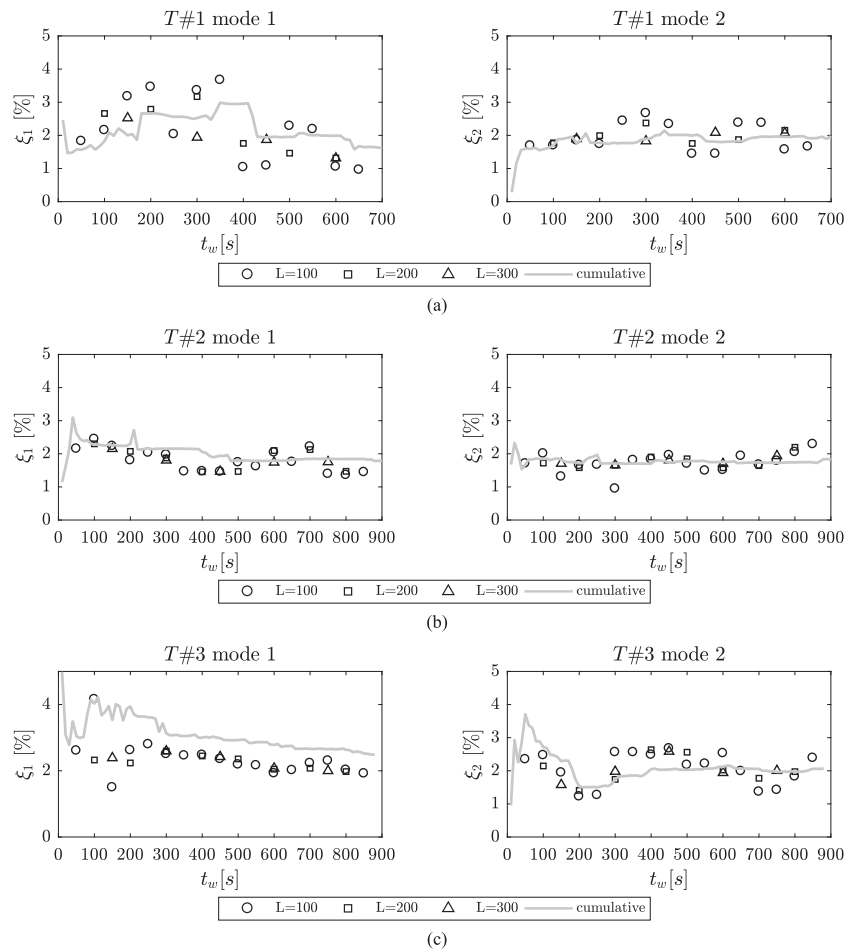 T#1 mode 1
T#1 mode 2
5
4
3
2
1
0
ξ1 [%]
0 100 200 300 400 500 600 700
tw[s]
5
4
3
2
1
0
ξ2 [%]
0 100 200 300 400 500 600 700
tw[s]
L=100 L=200 L=300 cumulative
(a)
T#2 mode 1
T#2 mode 2
5
4
3
2
1
0
ξ1 [%]
0 100 200 300 400 500 600 700 800 900
tw[s]
5
4
3
2
1
0
ξ2 [%]
0 100 200 300 400 500 600 700 800 900
tw[s]
L=100 L=200 L=300 cumulative
(b)
T#3 mode 1
T#3 mode 2
4
2
0
ξ1 [%]
0 100 200 300 400 500 600 700 800 900
tw[s]
5
4
3
2
1
0
ξ2 [%]
0 100 200 300 400 500 600 700 800 900
tw[s]
L=100 L=200 L=300 cumulative
(c)